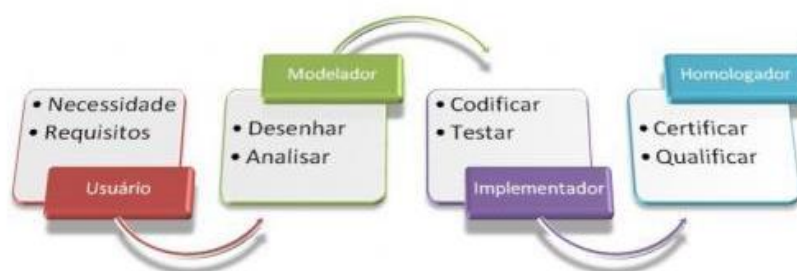 • Necessidade
• Requisitos
Usuário
Modelador
• Desenhar
• Analisar
• Codificar
• Testar
Implementador
Homologador
• Certificar
• Qualificar